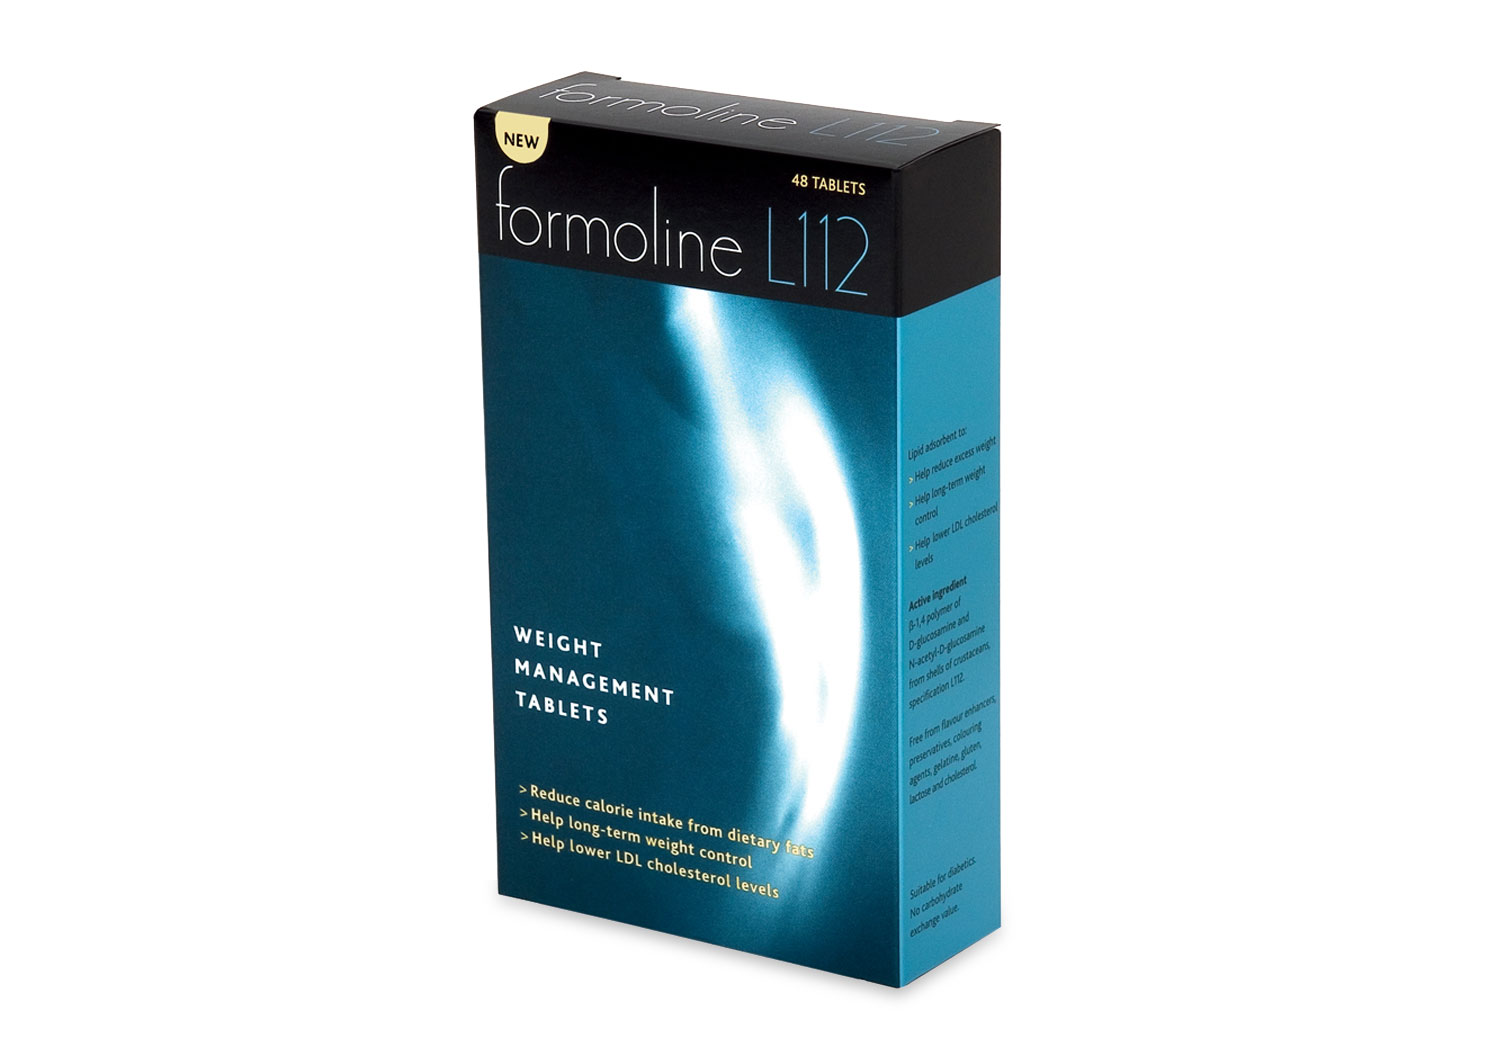 formoline L112
NEW
48 TABLETS
formoline L112
WEIGHT
MANAGEMENT
TABLETS
> Reduce calorie intake from dietary fats
> Help long-term weight control
> Help lower LDL cholesterol levels
Lipid adsorbent to:
> Help reduce excess weight
> Help long-term weight
control
> Help lower LDL cholesterol
levels
Active ingredient
β-1,4 polymer of
D-glucosamine and
N-acetyl-D-glucosamine
from shells of crustaceans,
specification L112.
Free from flavour enhancers,
preservatives, colouring
agents, gelatine, gluten,
lactose and cholesterol.
Suitable for diabetics.
No carbohydrate
exchange value.